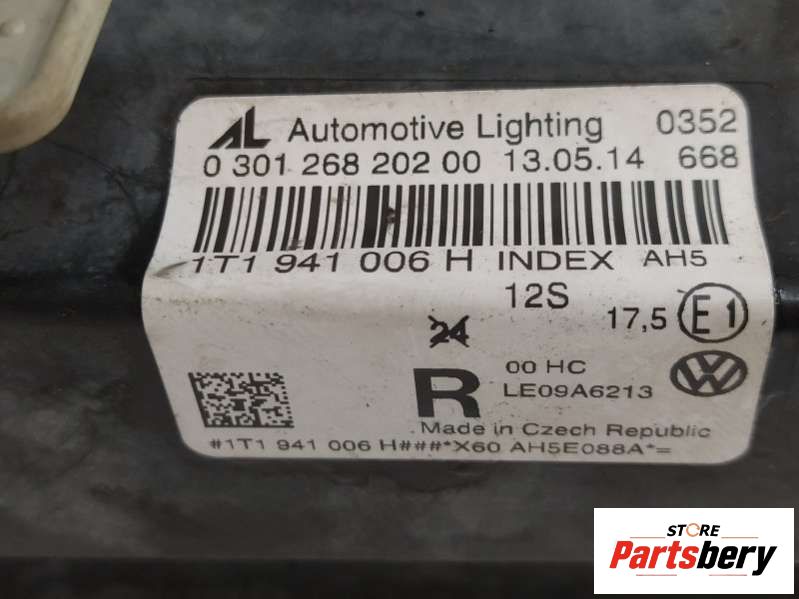 AL Automotive Lighting 0352
0 301 268 202 00 13.05.14 668
1T1 941 006 H INDEX AH5
12S
24
17,5 E1
R
00 HC
LE09A6213
VW
Made in Czech Republic
#1T1 941 006 H###*X60 AH5E088A*=
STORE
Partsbery